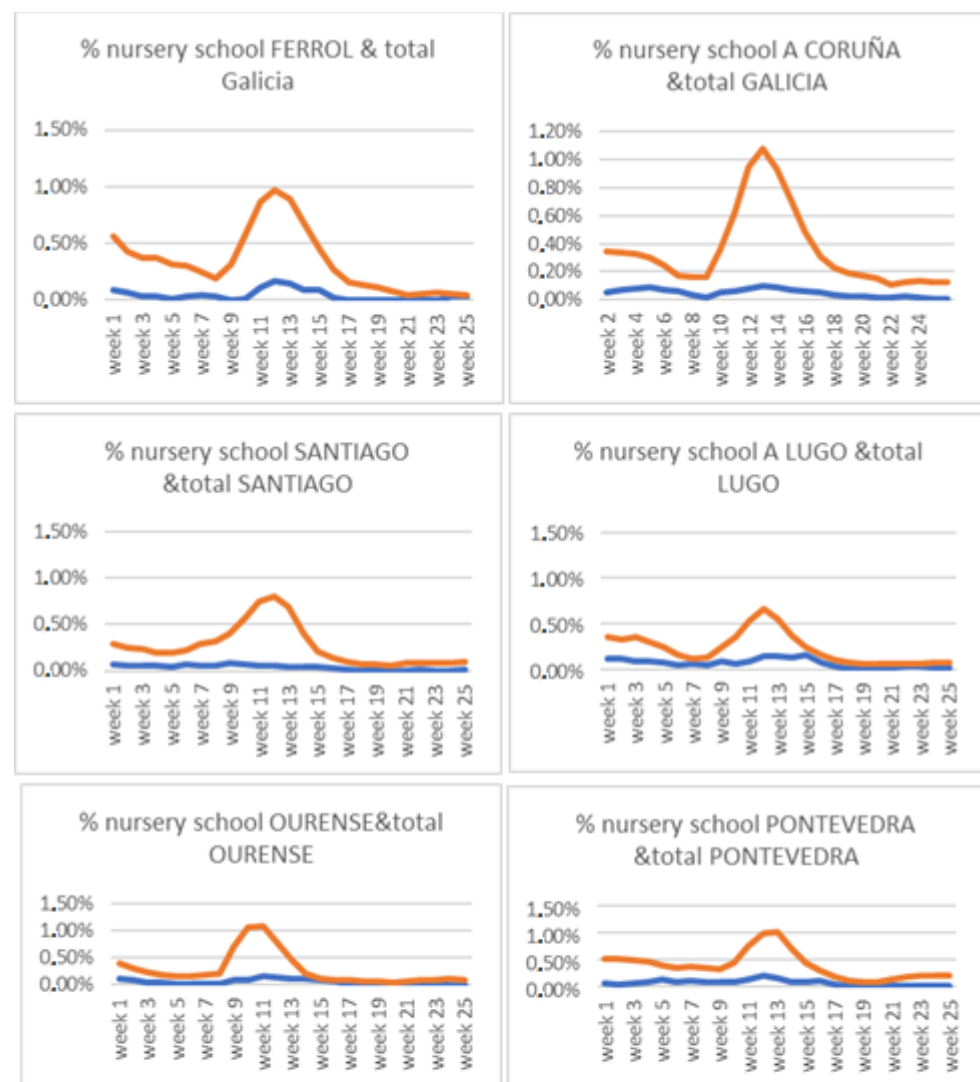 % nursery school FERROL & total
Galicia
1.50%
1.00%
0.50%
0.00%
week 1
week 3
week 5
week 7
week 9
week 11
week 13
week 15
week 17
week 19
week 21
week 23
week 25
% nursery school A CORUÑA
&total GALICIA
1.20%
1.00%
0.80%
0.60%
0.40%
0.20%
0.00%
week 2
week 4
week 6
week 8
week 10
week 12
week 14
week 16
week 18
week 20
week 22
week 24
% nursery school SANTIAGO
&total SANTIAGO
1.50%
1.00%
0.50%
0.00%
week 1
week 3
week 5
week 7
week 9
week 11
week 13
week 15
week 17
week 19
week 21
week 23
week 25
% nursery school A LUGO &total
LUGO
1.50%
1.00%
0.50%
0.00%
week 1
week 3
week 5
week 7
week 9
week 11
week 13
week 15
week 17
week 19
week 21
week 23
week 25
% nursery school OURENSE&total
OURENSE
1.50%
1.00%
0.50%
0.00%
week 1
week 3
week 5
week 7
week 9
week 11
week 13
week 15
week 17
week 19
week 21
week 23
week 25
% nursery school PONTEVEDRA
&total PONTEVEDRA
1.50%
1.00%
0.50%
0.00%
week 1
week 3
week 5
week 7
week 9
week 11
week 13
week 15
week 17
week 19
week 21
week 23
week 25